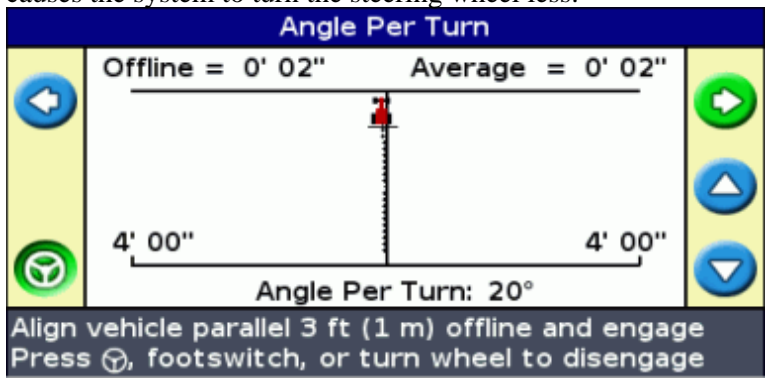 causes the system to turn the steering wheel less.
Angle Per Turn
Offline = 0' 02" Average = 0' 02"
4' 00" 4' 00"
Angle Per Turn: 20°
Align vehicle parallel 3 ft (1 m) offline and engage
Press , footswitch, or turn wheel to disengage